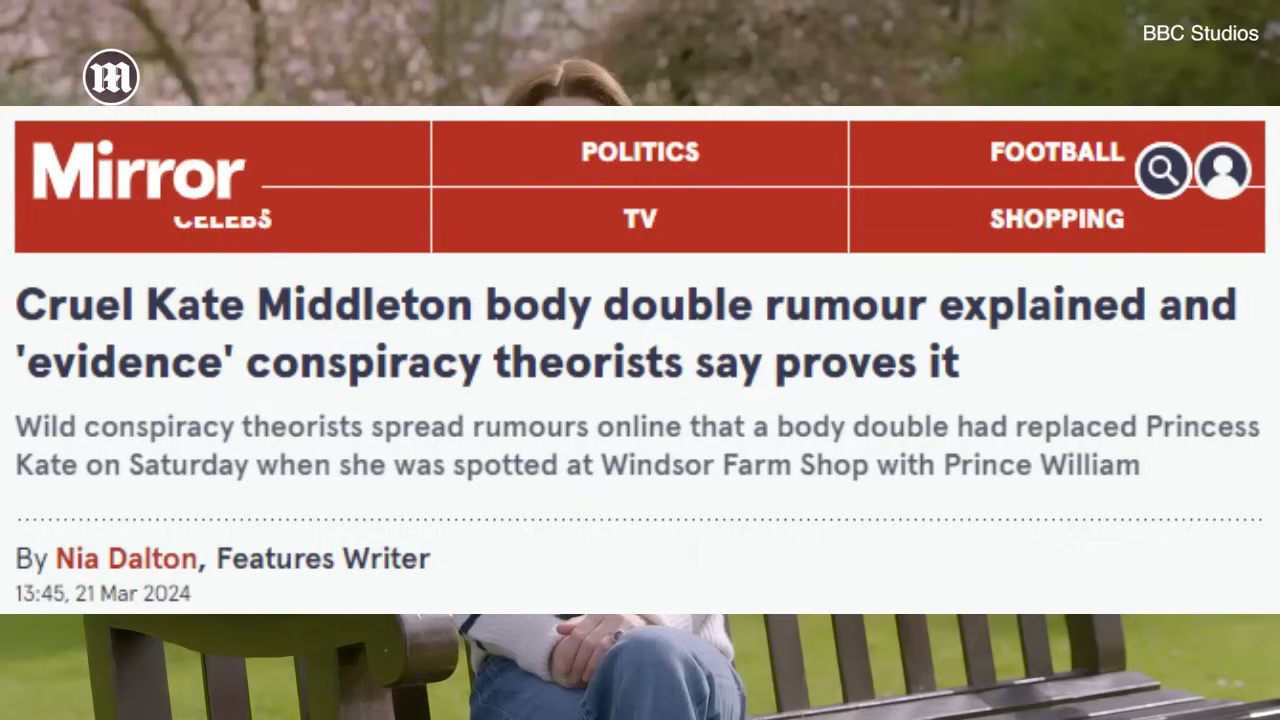 BBC Studios
M
Mirror
POLITICS
FOOTBALL
CELEBS
TV
SHOPPING
Cruel Kate Middleton body double rumour explained and
'evidence' conspiracy theorists say proves it
Wild conspiracy theorists spread rumours online that a body double had replaced Princess
Kate on Saturday when she was spotted at Windsor Farm Shop with Prince William
By Nia Dalton, Features Writer
13:45, 21 Mar 2024